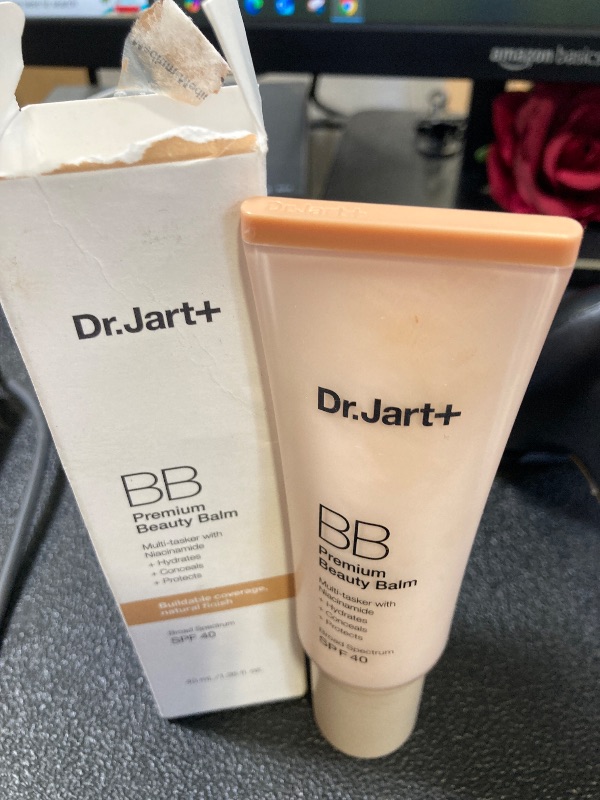 amazon basics
Dr.Jart+
BB
Premium
Beauty Balm
Multi-tasker with
Niacinamide
+ Hydrates
+ Conceals
+ Protects
Buildable coverage,
natural finish
Broad Spectrum
SPF 40
Dr.Jart+
Dr.Jart+
BB
Premium
Beauty Balm
Multi-tasker with
Niacinamide
+ Hydrates
+ Conceals
+ Protects
Broad Spectrum
SPF 40